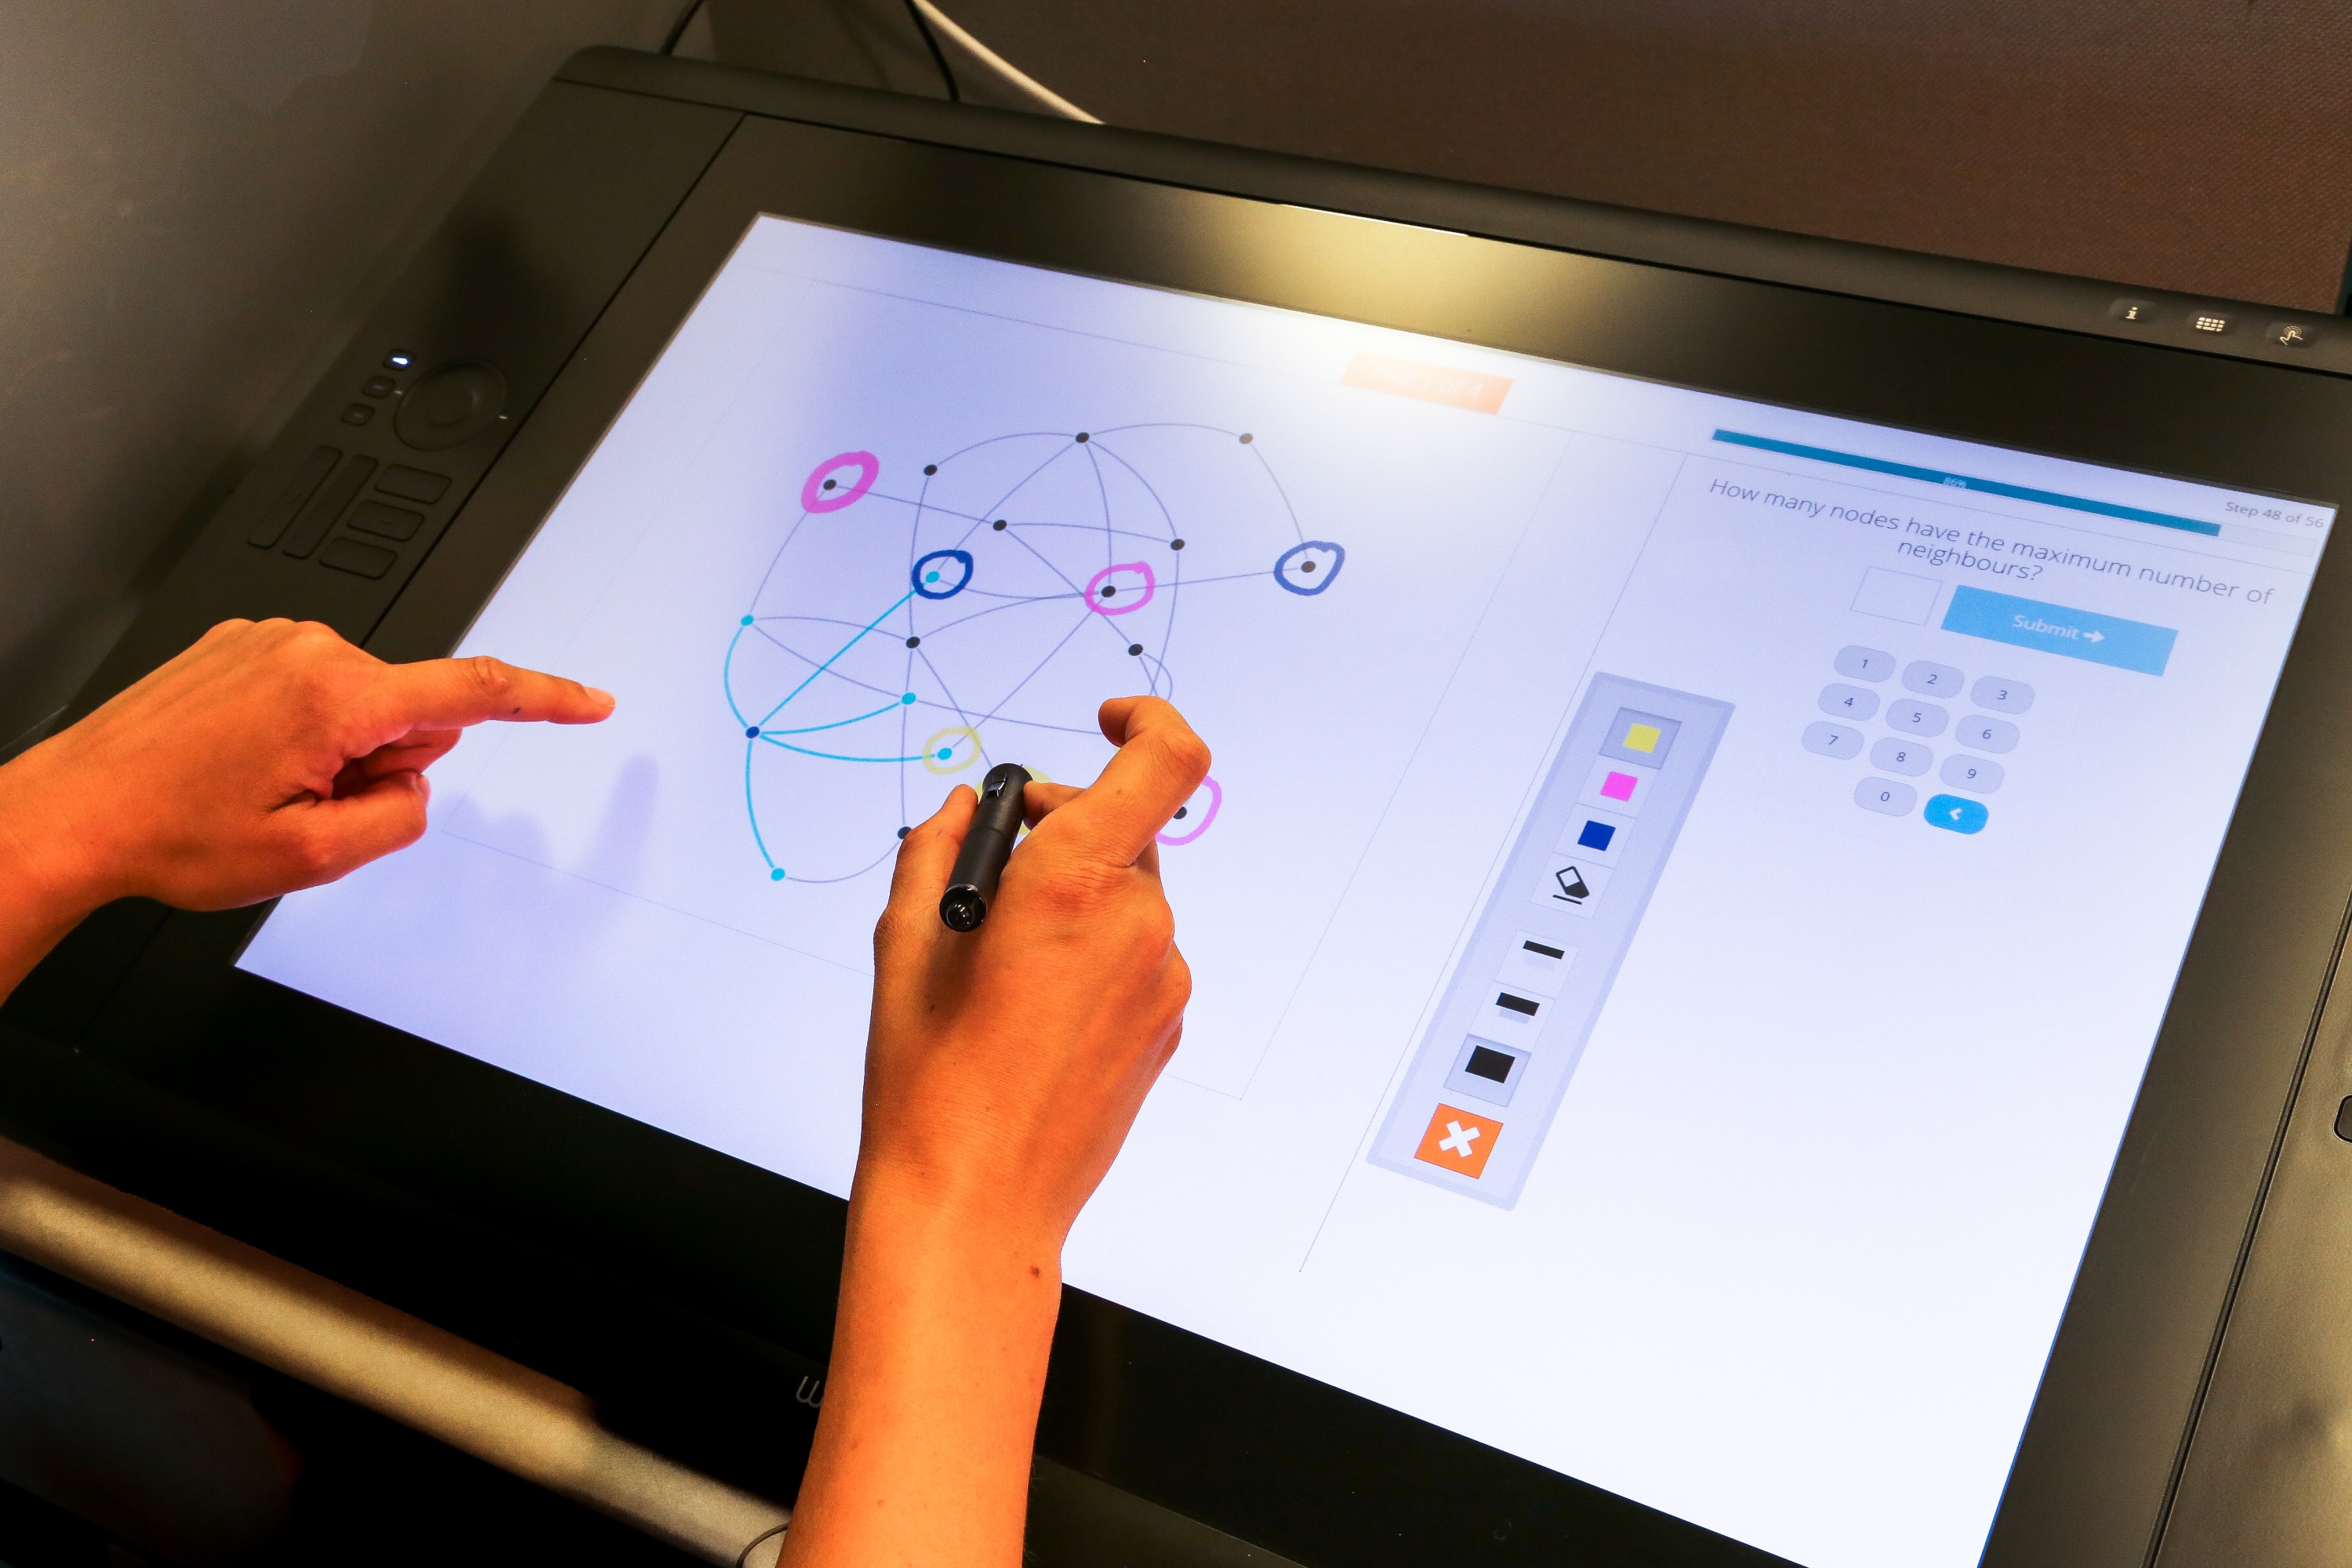 86%
Step 48 of 56
How many nodes have the maximum number of
neighbours?
Submit
1 2 3
4 5 6
7 8 9
0